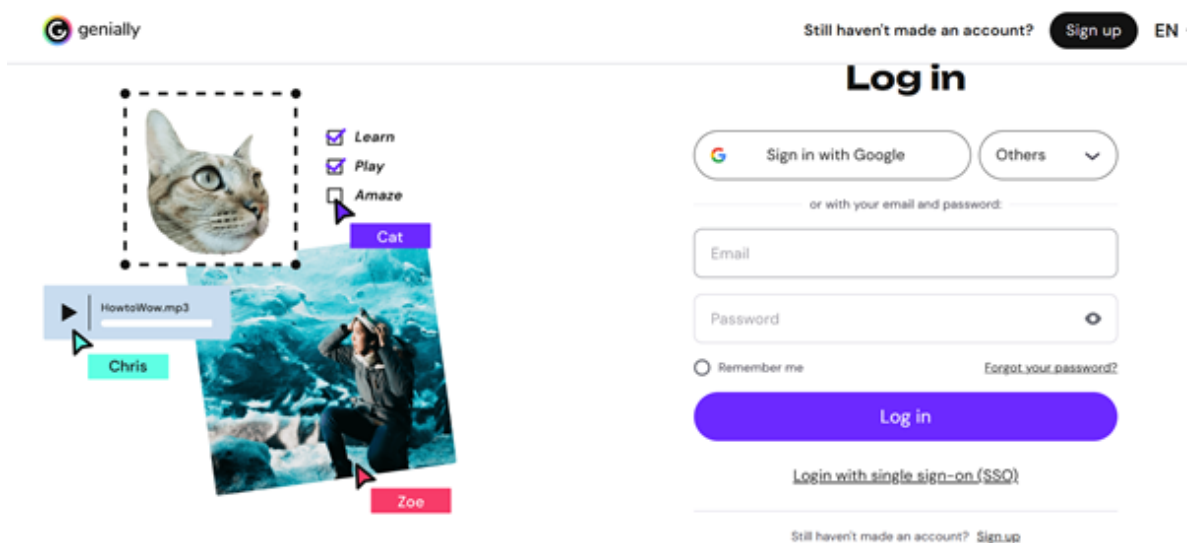 genially
Still haven't made an account? Sign up EN
Learn
Play
Amaze
Cat
HowtoWow.mp3
Chris
Zoe
Log in
Sign in with Google Others
or with your email and password:
Email
Password
Remember me Forgot your password?
Log in
Login with single sign-on (SSO)
Still haven't made an account? Sign up